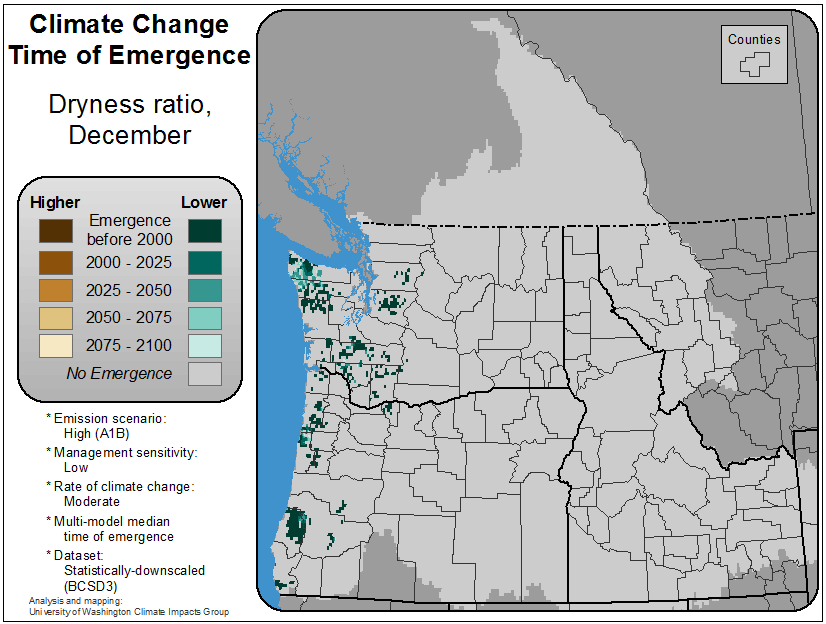 Climate Change
Time of Emergence
Dryness ratio,
December
Counties
Higher
Lower
Emergence
before 2000
2000 - 2025
2025 - 2050
2050 - 2075
2075 - 2100
No Emergence
* Emission scenario:
High (A1B)
* Management sensitivity:
Low
* Rate of climate change:
Moderate
* Multi-model median
time of emergence
* Dataset:
Statistically-downscaled
(BCSD3)
Analysis and mapping:
University of Washington Climate Impacts Group